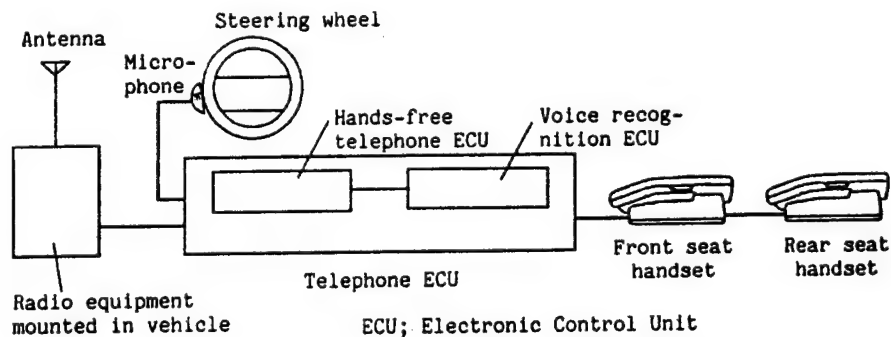 Steering wheel
Antenna
Micro-
phone
Hands-free
telephone ECU
Voice recog-
nition ECU
Front seat
handset
Rear seat
handset
Telephone ECU
Radio equipment
mounted in vehicle
ECU; Electronic Control Unit